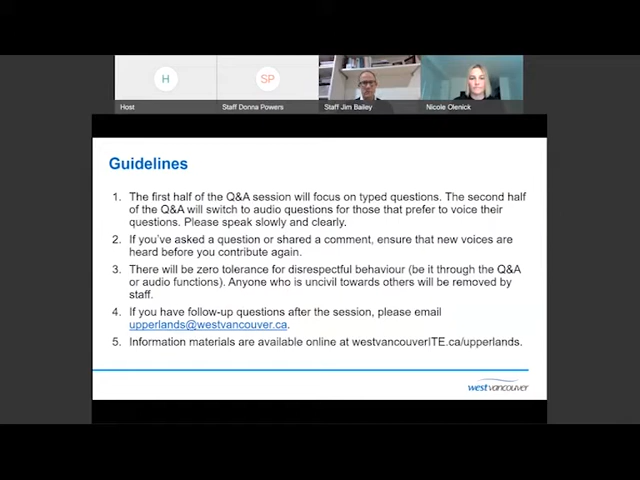 H
SP
Host
Staff Donna Powers
Staff Jim Bailey
Nicole Olenick
Guidelines
1. The first half of the Q&A session will focus on typed questions. The second half
of the Q&A will switch to audio questions for those that prefer to voice their
questions. Please speak slowly and clearly.
2. If you've asked a question or shared a comment, ensure that new voices are
heard before you contribute again.
3. There will be zero tolerance for disrespectful behaviour (be it through the Q&A
or audio functions). Anyone who is uncivil towards others will be removed by
staff.
4. If you have follow-up questions after the session, please email
upperlands@westvancouver.ca.
5. Information materials are available online at westvancouverITE.ca/upperlands.
westvancouver